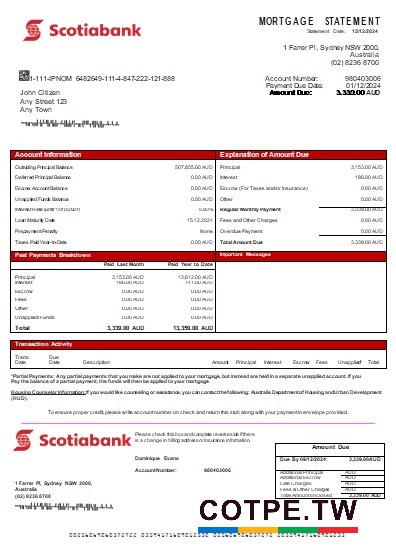 Scotiabank
MORTGAGE STATEMENT
Statement Date: 15/12/2024
1 Farrer Pl, Sydney NSW 2000,
Australia
(02) 8236 8700
1-111-IPNOM 6482649-111-4-847-222-121-888
Account Number: 980403006
Payment Due Date: 01/12/2024
Amount Due: 3,339.00 AUD
John Citizen
Any Street 123
Any Town
Account Information
Outstanding Principal Balance 507,855.00 AUD
Deferred Principal Balance 0.00 AUD
Escrow Account Balance 0.00 AUD
Unapplied Funds Balance 0.00 AUD
Loan Maturity Date 15.12.2024
Prepayment Penalty None
Taxes Paid Year-to-Date 0.00 AUD
Explanation of Amount Due
Principal 3,153.00 AUD
Interest 186.00 AUD
Escrow (For Taxes and/or Insurance) 0.00 AUD
Other 0.00 AUD
Regular Monthly Payment 3,339.00 AUD
Fees and Other Charges 0.00 AUD
Overdue Payment 0.00 AUD
Total Amount Due 3,339.00 AUD
Past Payments Breakdown
Paid Last Month Paid Year to Date
Principal 3,153.00 AUD 12,612.00 AUD
Interest 186.00 AUD
Escrow 0.00 AUD 0.00 AUD
Fees 0.00 AUD 0.00 AUD
Other 0.00 AUD 0.00 AUD
Unapplied Funds 0.00 AUD 0.00 AUD
Total 3,339.00 AUD 13,359.00 AUD
Important Messages
Transaction Activity
Trans. Date Due Date Description Amount Principal Interest Escrow Fees Unapplied* Total
*Partial Payments: Any partial payments that you make are not applied to your mortgage, but instead are held in a separate unapplied account. If you
Pay the balance of a partial payment, the funds will then be applied to your mortgage.
Housing Counselor Information: If you would like counseling or assistance, you can contact the following: Australia Department of Housing and Urban Development
(HUD).
To ensure proper credit, please write account number on check and return this stub along with your payment envelope provided.
Scotiabank
Please check this box and complete reverse side if there
is a change in billing address or insurance information.
Dominique Evans
Account Number: 980403006
1 Farrer Pl, Sydney NSW 2000,
Australia
(02) 8236 8700
Amount Due
Due By 09/12/2024: 3,339.00 AUD
Additional Principal AUD
Additional Escrow AUD
Late Charges AUD
Fees & Other Charges AUD
Total Amount Enclosed AUD
COTPE.TW